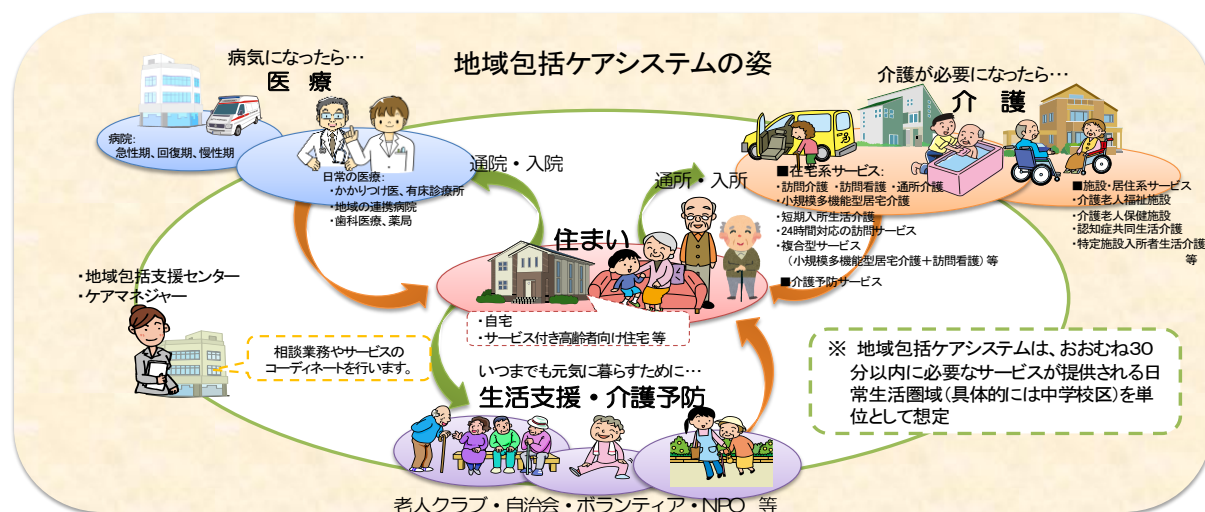 地域包括ケアシステムの姿
病気になったら…
医 療
病院:
急性期、回復期、慢性期
日常の医療:
・かかりつけ医、有床診療所
・地域の連携病院
・歯科医療、薬局
通院・入院
通所・入所
介護が必要になったら…
介 護
■在宅系サービス:
・訪問介護 ・訪問看護 ・通所介護
・小規模多機能型居宅介護
・短期入所生活介護
・24時間対応の訪問サービス
・複合型サービス
(小規模多機能型居宅介護+訪問看護)等
■介護予防サービス
■施設・居住系サービス
・介護老人福祉施設
・介護老人保健施設
・認知症共同生活介護
・特定施設入所者生活介護
等
住まい
・自宅
・サービス付き高齢者向け住宅 等
・地域包括支援センター
・ケアマネジャー
相談業務やサービスの
コーディネートを行います。
いつまでも元気に暮らすために…
生活支援・介護予防
老人クラブ・自治会・ボランティア・NPO 等
※ 地域包括ケアシステムは、おおむね30
分以内に必要なサービスが提供される日
常生活圏域(具体的には中学校区)を単
位として想定